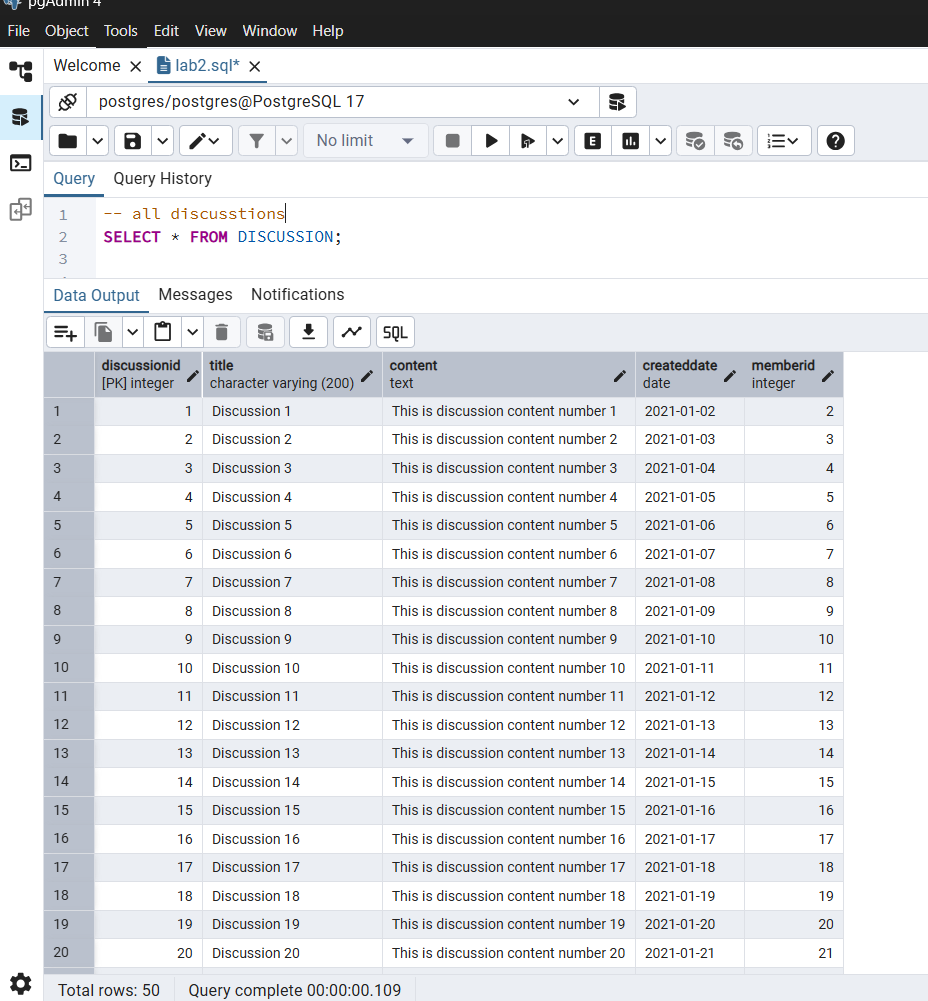 pgAdmin 4
File Object Tools Edit View Window Help
Welcome lab2.sql*
postgres/postgres@PostgreSQL 17
No limit E
Query Query History
1 -- all discusstions
2 SELECT * FROM DISCUSSION;
3
Data Output Messages Notifications
SQL
discussionid title content createddate memberid
[PK] integer character varying (200) text date integer
1 1 Discussion 1 This is discussion content number 1 2021-01-02 2
2 2 Discussion 2 This is discussion content number 2 2021-01-03 3
3 3 Discussion 3 This is discussion content number 3 2021-01-04 4
4 4 Discussion 4 This is discussion content number 4 2021-01-05 5
5 5 Discussion 5 This is discussion content number 5 2021-01-06 6
6 6 Discussion 6 This is discussion content number 6 2021-01-07 7
7 7 Discussion 7 This is discussion content number 7 2021-01-08 8
8 8 Discussion 8 This is discussion content number 8 2021-01-09 9
9 9 Discussion 9 This is discussion content number 9 2021-01-10 10
10 10 Discussion 10 This is discussion content number 10 2021-01-11 11
11 11 Discussion 11 This is discussion content number 11 2021-01-12 12
12 12 Discussion 12 This is discussion content number 12 2021-01-13 13
13 13 Discussion 13 This is discussion content number 13 2021-01-14 14
14 14 Discussion 14 This is discussion content number 14 2021-01-15 15
15 15 Discussion 15 This is discussion content number 15 2021-01-16 16
16 16 Discussion 16 This is discussion content number 16 2021-01-17 17
17 17 Discussion 17 This is discussion content number 17 2021-01-18 18
18 18 Discussion 18 This is discussion content number 18 2021-01-19 19
19 19 Discussion 19 This is discussion content number 19 2021-01-20 20
20 20 Discussion 20 This is discussion content number 20 2021-01-21 21
Total rows: 50 Query complete 00:00:00.109